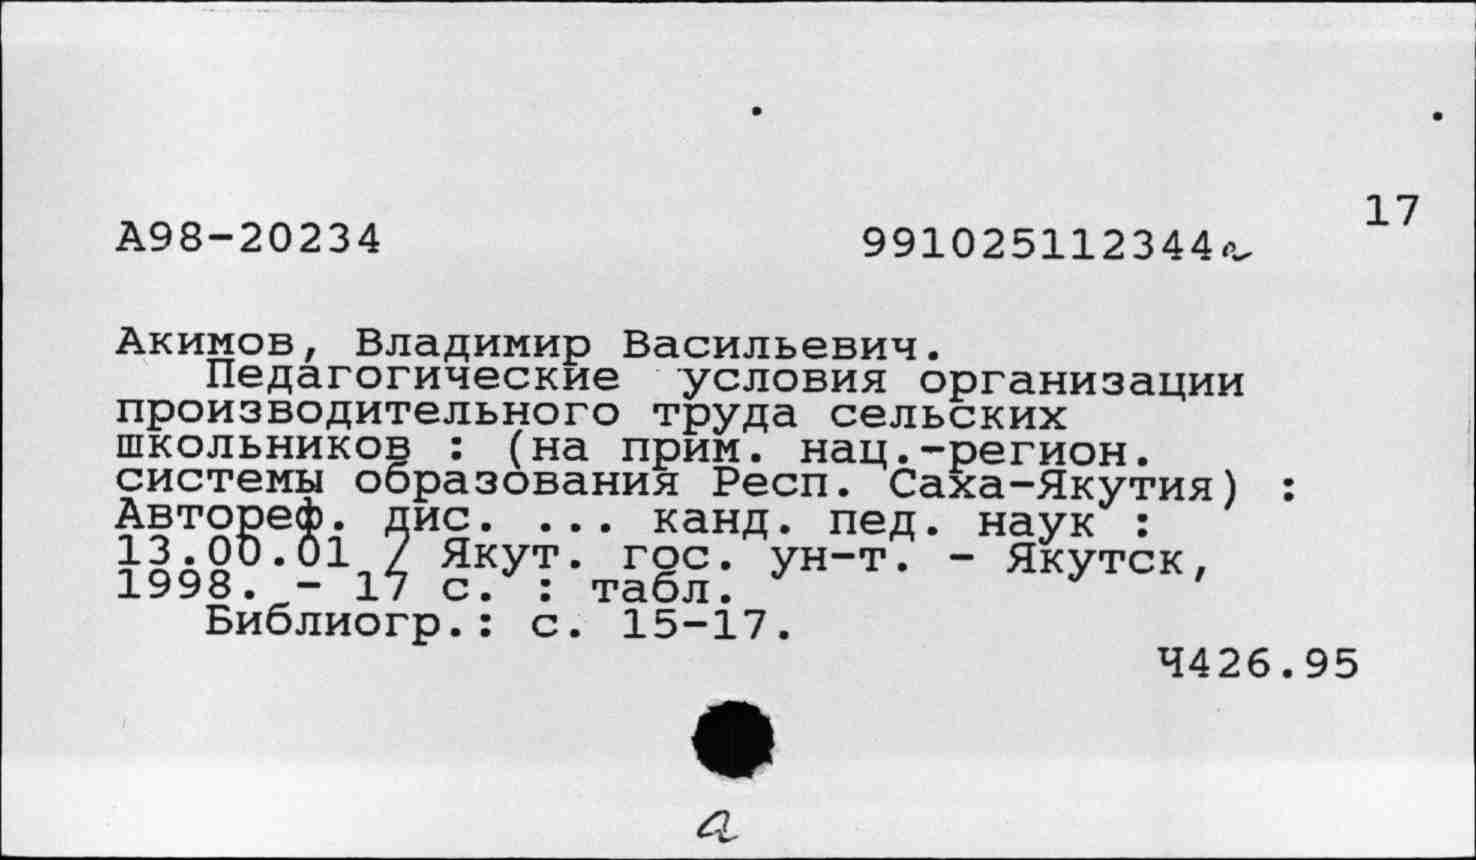 17
А98-20234 991025112344
Акимов, Владимир Васильевич.
Педагогические условия организации
производительного труда сельских
школьников : (на прим. нац.-регион.
системы образования Респ. Саха-Якутия) :
Автореф. дис. ... канд. пед. наук :
13.00.01 / Якут. гос. ун-т. - Якутск,
1998. - 17 с. : табл.
Библиогр.: с. 15-17.
Ч426.95
а